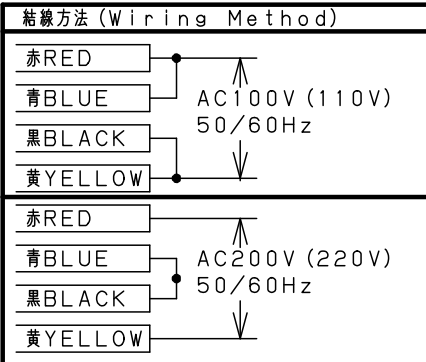 結線方法(Wiring Method)
赤RED
青BLUE
黒BLACK
黄YELLOW
AC100V(110V)
50/60Hz
赤RED
青BLUE
黒BLACK
黄YELLOW
AC200V(220V)
50/60Hz